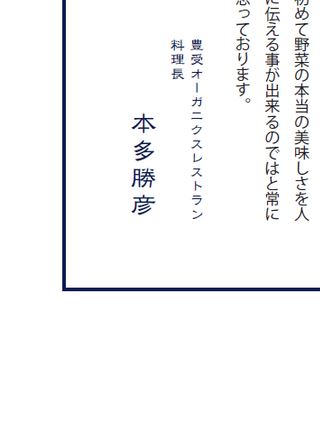 初めて野菜の本当の美味しさを人
に伝える事が出来るのではと常に
思っております。
豊受オーガニクスレストラン
料理長
本多勝彦